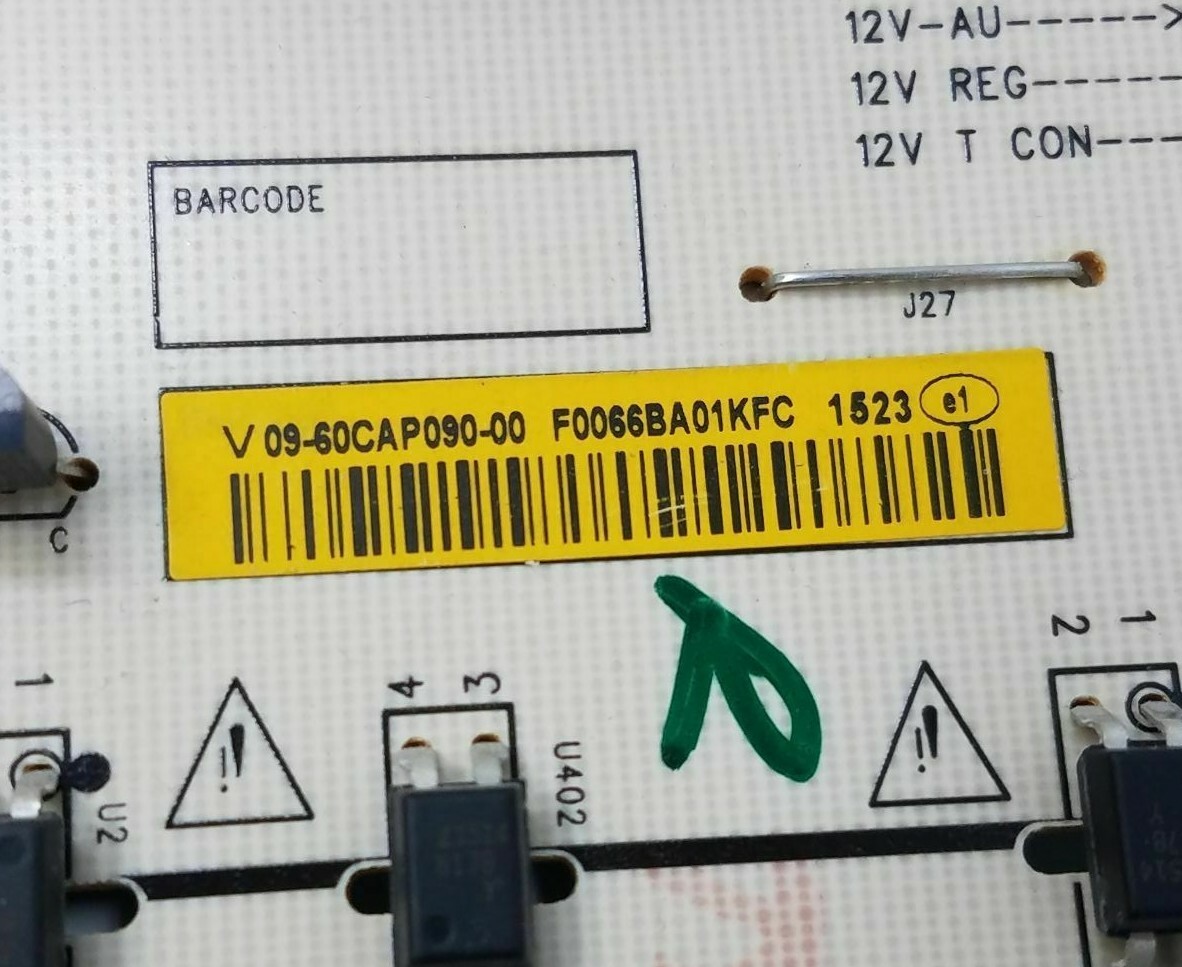 12V-AU----->
12V REG-----
12V T CON---
BARCODE
J27
V 09-60CAP090-00 F0066BA01KFC 1523 e1
C
2 1
1
4 3
U402
U2